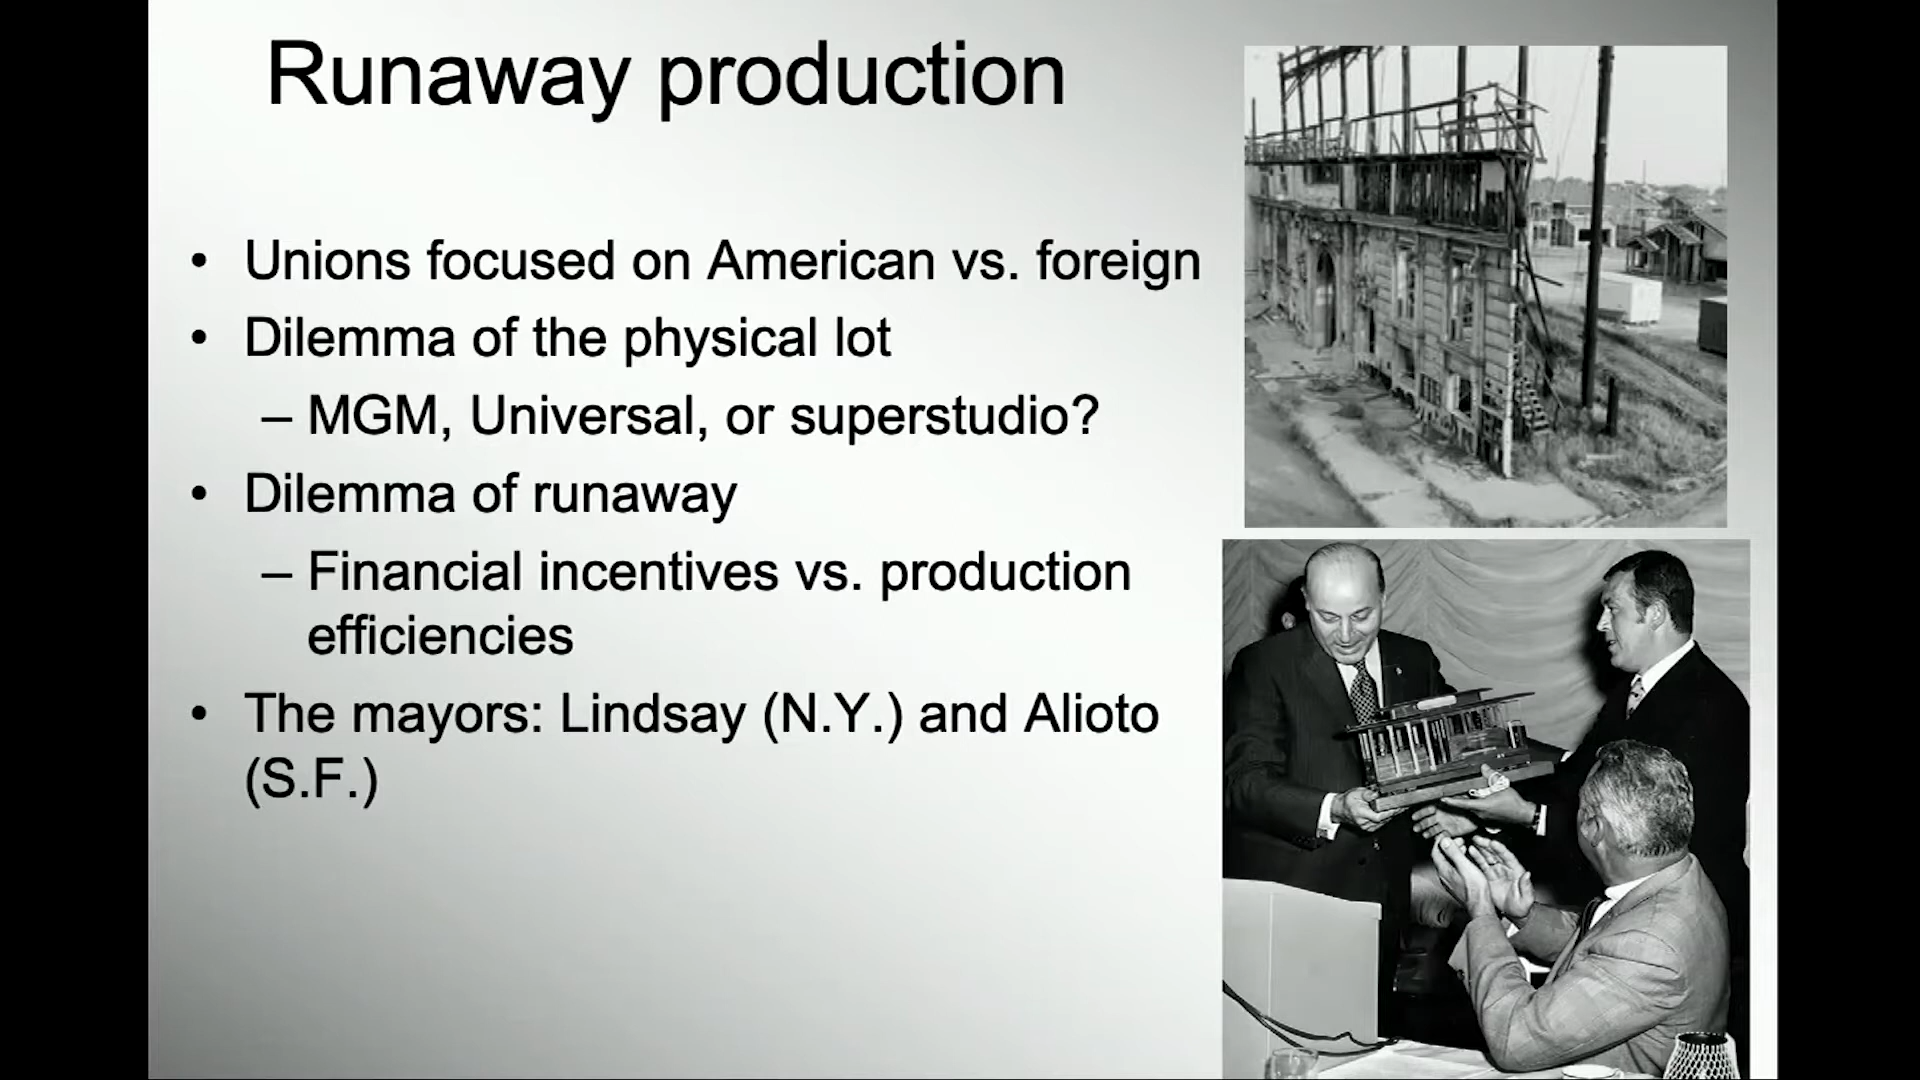 Runaway production
• Unions focused on American vs. foreign
• Dilemma of the physical lot
– MGM, Universal, or superstudio?
• Dilemma of runaway
– Financial incentives vs. production
efficiencies
• The mayors: Lindsay (N.Y.) and Alioto
(S.F.)